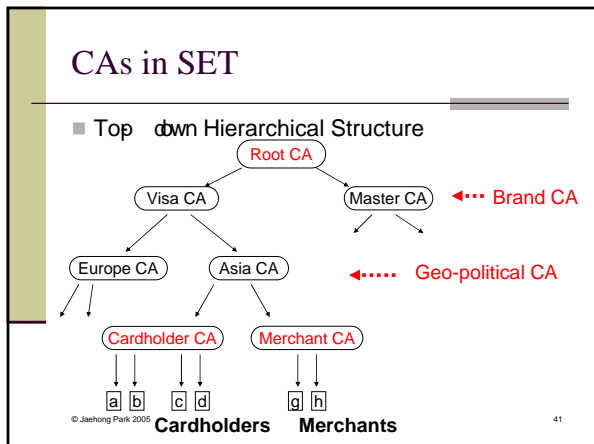 CAs in SET
Top down Hierarchical Structure
Root CA
Visa CA Master CA Brand CA
Europe CA Asia CA Geo-political CA
Cardholder CA Merchant CA
a b c d g h
© Jaehong Park 2005 Cardholders Merchants 41